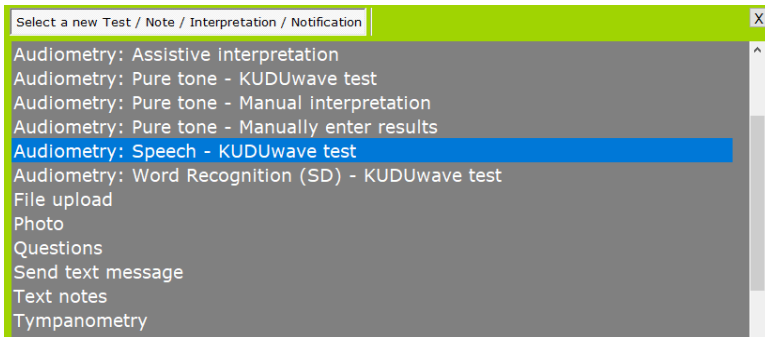 Select a new Test / Note / Interpretation / Notification
X
Audiometry: Assistive interpretation
Audiometry: Pure tone - KUDUwave test
Audiometry: Pure tone - Manual interpretation
Audiometry: Pure tone - Manually enter results
Audiometry: Speech - KUDUwave test
Audiometry: Word Recognition (SD) - KUDUwave test
File upload
Photo
Questions
Send text message
Text notes
Tympanometry